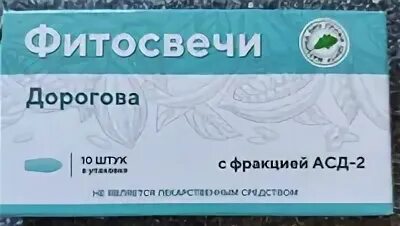 Фитосвечи
Дорогова
10 ШТУК
в упаковке
с фракцией АСД-2
НЕ ЯВЛЯЕТСЯ ЛЕКАРСТВЕННЫМ СРЕДСТВОМ